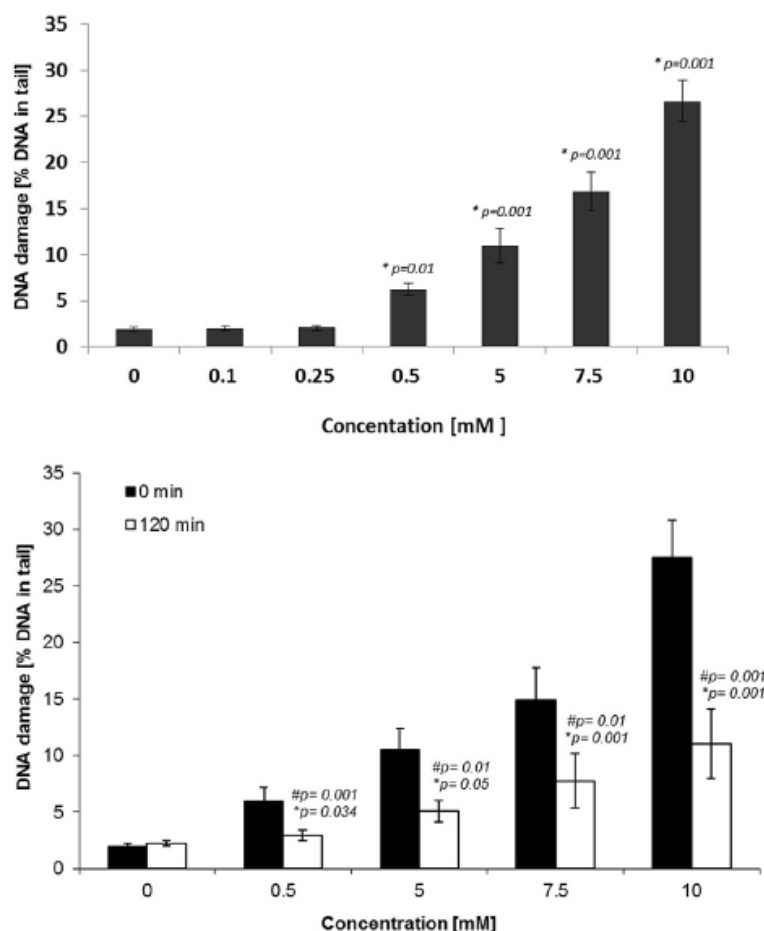 DNA damage [% DNA in tail]
35
30
25
20
15
10
5
0
* p=0.01
* p=0.001
* p=0.001
* p=0.001
0 0.1 0.25 0.5 5 7.5 10
Concentation [mM ]
DNA damage [% DNA in tail]
35
30
25
20
15
10
5
0
0 min
120 min
#p= 0.001
*p= 0.034
#p= 0.01
*p= 0.05
#p= 0.01
*p= 0.001
#p= 0.001
*p= 0.001
0 0.5 5 7.5 10
Concentration [mM]